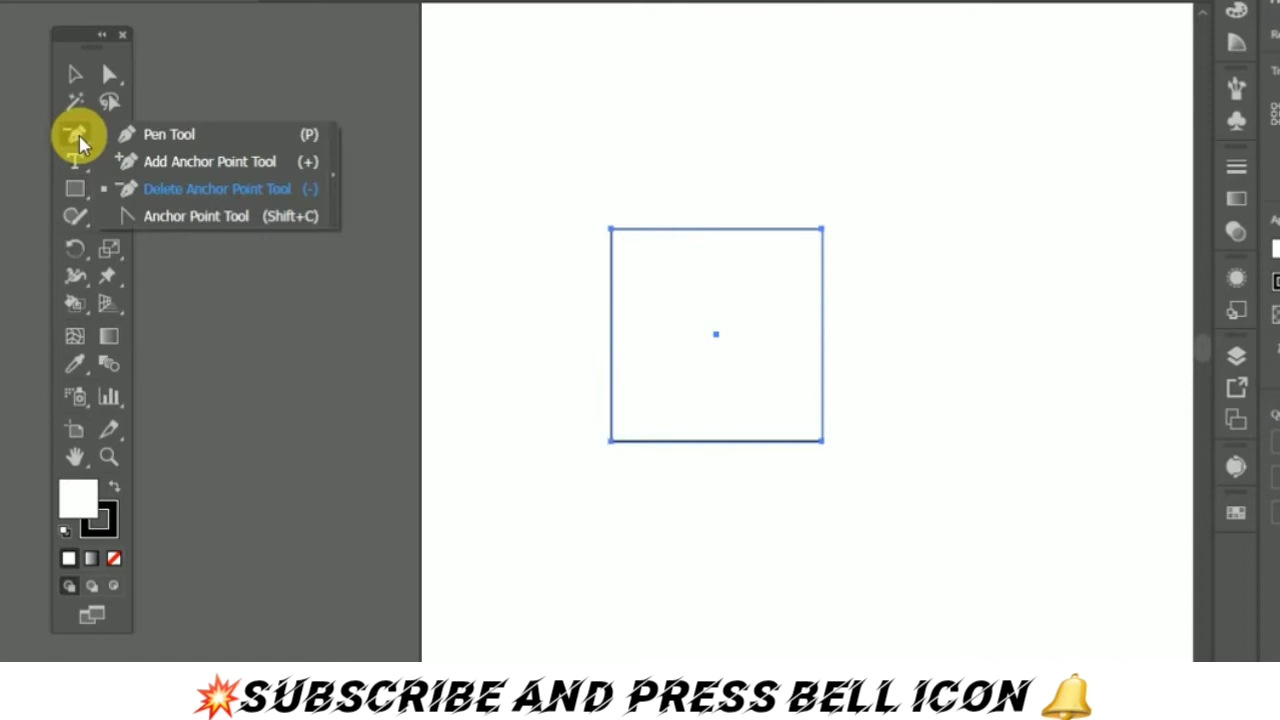 Pen Tool (P)
Add Anchor Point Tool (+)
Delete Anchor Point Tool (-)
Anchor Point Tool (Shift+C)
SUBSCRIBE AND PRESS BELL ICON